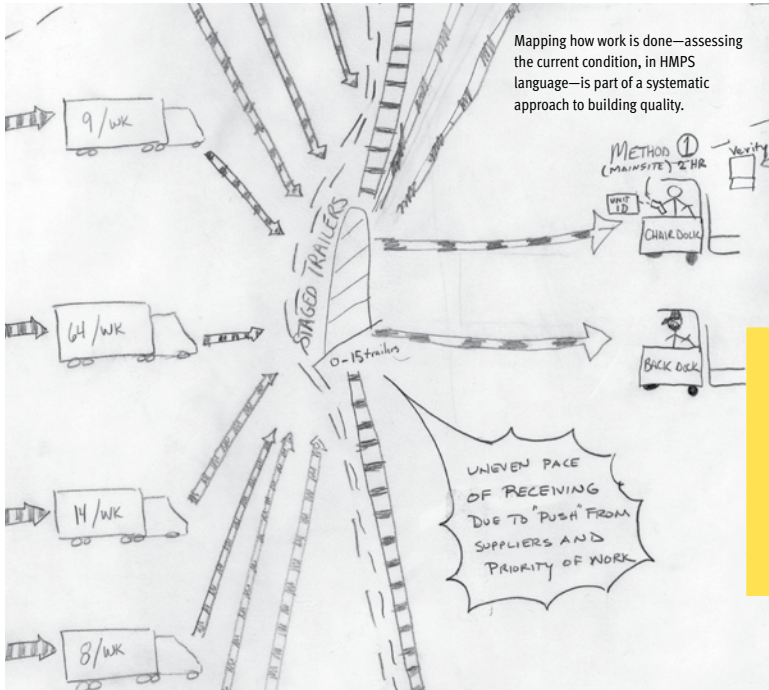 Mapping how work is done—assessing
the current condition, in HMPS
language—is part of a systematic
approach to building quality.
9/WK
METHOD 1
(MAINSITE) 2 HR
Verity
UNIT
ID
CHAIR DOCK
STAGED TRAILERS
64/WK
0-15 trailers
BACK DOCK
UNEVEN PACE
OF RECEIVING
DUE TO "PUSH" FROM
SUPPLIERS AND
PRIORITY OF WORK
14/WK
8/WK